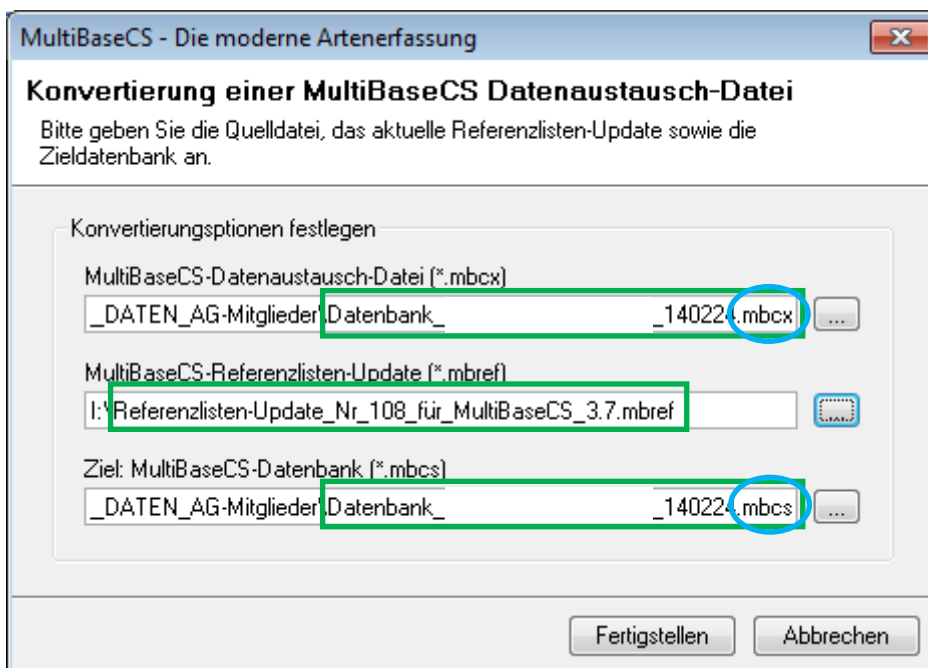 MultiBaseCS - Die moderne Artenerfassung
Konvertierung einer MultiBaseCS Datenaustausch-Datei
Bitte geben Sie die Quelldatei, das aktuelle Referenzlisten-Update sowie die
Zieldatenbank an.
Konvertierungsptionen festlegen
MultiBaseCS-Datenaustausch-Datei (*.mbcx)
_DATEN_AG-Mitglieder\Datenbank_ _140224.mbcx ...
MultiBaseCS-Referenzlisten-Update (*.mbref)
I:\Referenzlisten-Update_Nr_108_für_MultiBaseCS_3.7.mbref ...
Ziel: MultiBaseCS-Datenbank (*.mbcs)
_DATEN_AG-Mitglieder\Datenbank_ _140224.mbcs ...
Fertigstellen Abbrechen